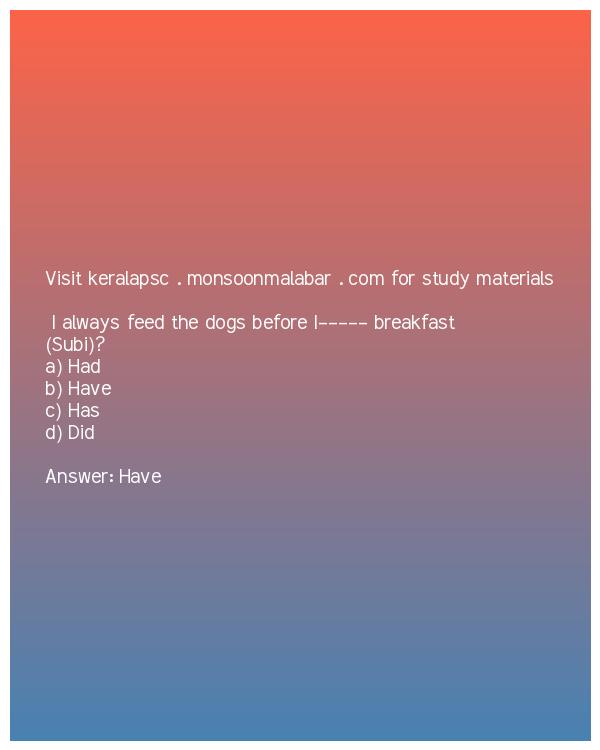 Visit keralapsc . monsoonmalabar . com for study materials
I always feed the dogs before I----- breakfast
(Subi)?
a) Had
b) Have
c) Has
d) Did
Answer: Have